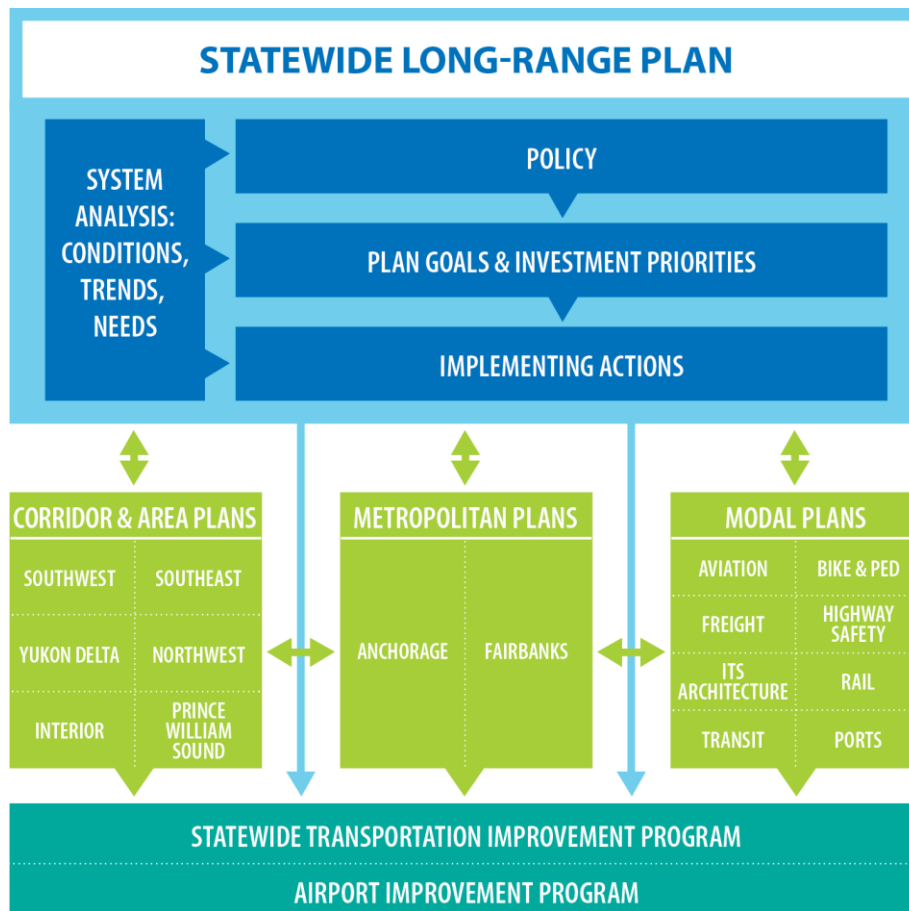 STATEWIDE LONG-RANGE PLAN
SYSTEM
ANALYSIS:
CONDITIONS,
TRENDS,
NEEDS
POLICY
PLAN GOALS & INVESTMENT PRIORITIES
IMPLEMENTING ACTIONS
CORRIDOR & AREA PLANS
SOUTHWEST
SOUTHEAST
YUKON DELTA
NORTHWEST
INTERIOR
PRINCE
WILLIAM
SOUND
METROPOLITAN PLANS
ANCHORAGE
FAIRBANKS
MODAL PLANS
AVIATION
BIKE & PED
FREIGHT
HIGHWAY
SAFETY
ITS
ARCHITECTURE
RAIL
TRANSIT
PORTS
STATEWIDE TRANSPORTATION IMPROVEMENT PROGRAM
AIRPORT IMPROVEMENT PROGRAM